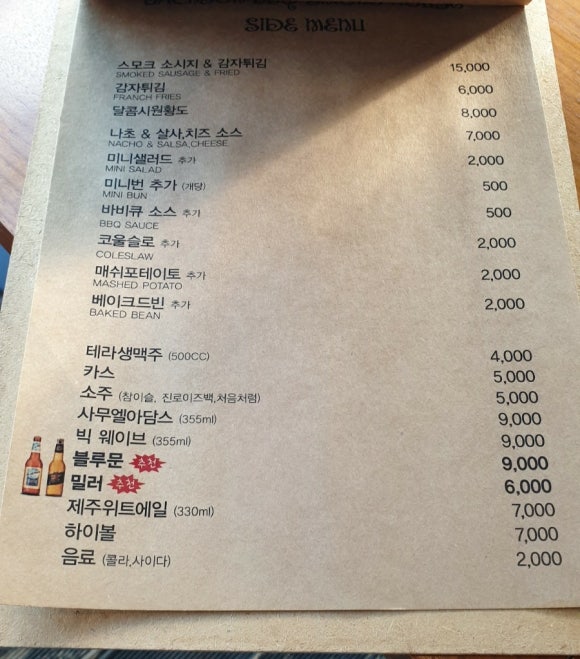 스모크 소시지 & 감자튀김 15,000
SMOKED SAUSAGE & FRIED
감자튀김 6,000
FRANCH FRIES
달콤시원황도 8,000
나초 & 살사,치즈 소스 7,000
NACHO & SALSA,CHEESE
미니샐러드 추가 2,000
MINI SALAD
미니번 추가 (개당) 500
MINI BUN
바비큐 소스 추가 500
BBQ SAUCE
코울슬로 추가 2,000
COLESLAW
매쉬포테이토 추가 2,000
MASHED POTATO
베이크드빈 추가 2,000
BAKED BEAN
테라생맥주 (500CC) 4,000
카스 5,000
소주 (참이슬, 진로이즈백,처음처럼) 5,000
사무엘아담스 (355ml) 9,000
빅 웨이브 (355ml) 9,000
블루문 추천 9,000
밀러 추천 6,000
제주위트에일 (330ml) 7,000
하이볼 7,000
음료 (콜라,사이다) 2,000